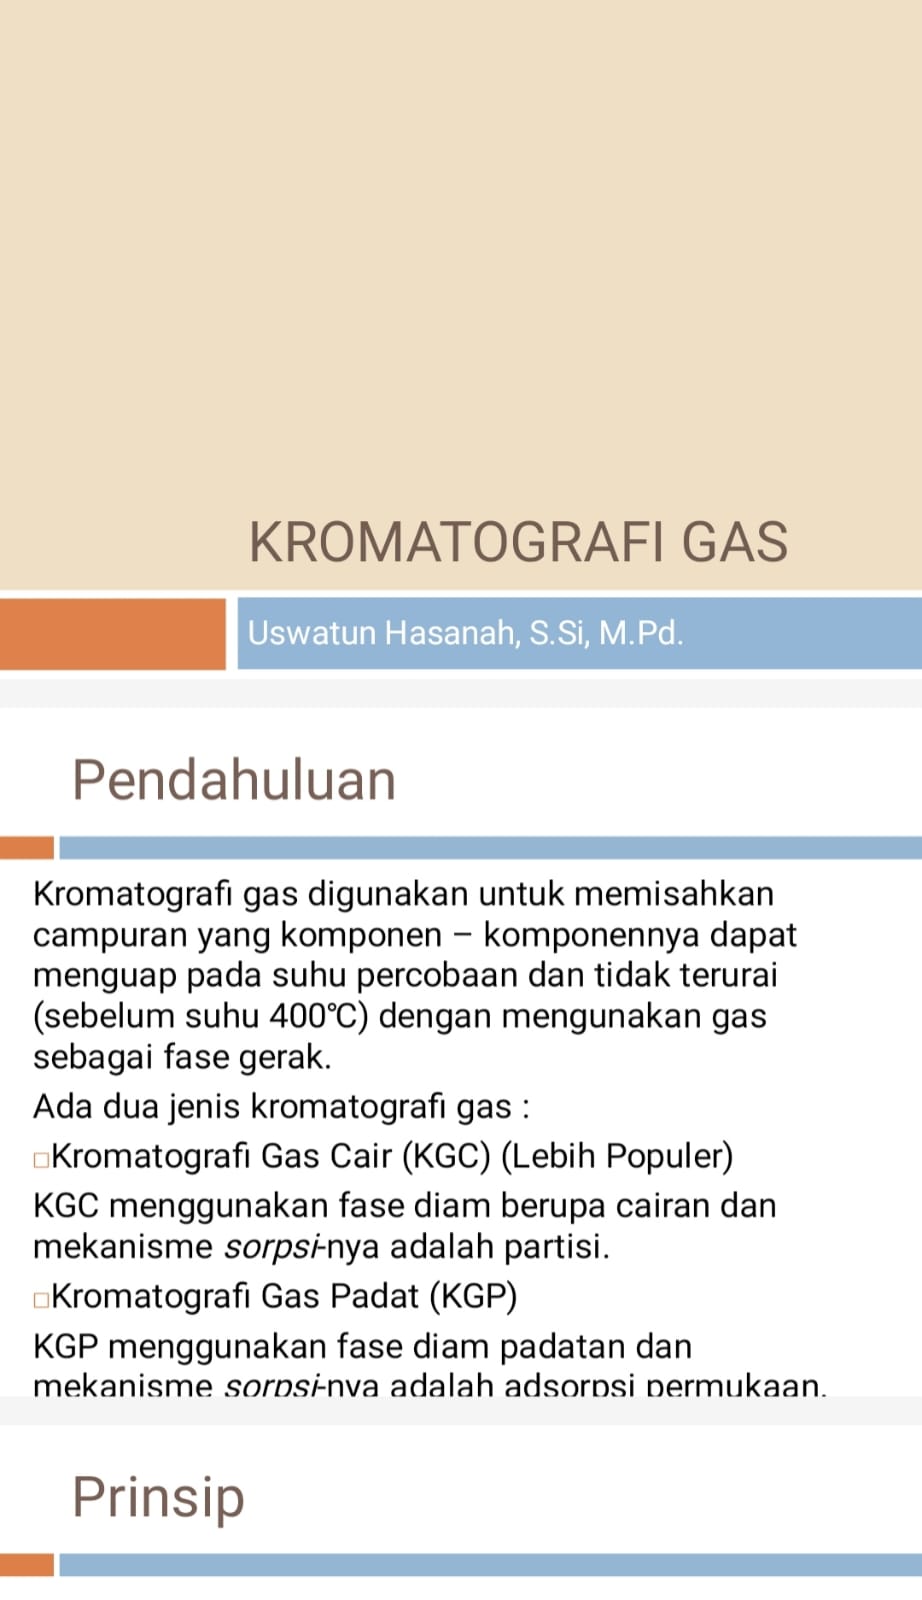 KROMATOGRAFI GAS
Uswatun Hasanah, S.Si, M.Pd.
Pendahuluan
Kromatografi gas digunakan untuk memisahkan
campuran yang komponen – komponennya dapat
menguap pada suhu percobaan dan tidak terurai
(sebelum suhu 400℃) dengan mengunakan gas
sebagai fase gerak.
Ada dua jenis kromatografi gas :
□Kromatografi Gas Cair (KGC) (Lebih Populer)
KGC menggunakan fase diam berupa cairan dan
mekanisme sorpsi-nya adalah partisi.
□Kromatografi Gas Padat (KGP)
KGP menggunakan fase diam padatan dan
mekanisme sorpsi-nya adalah adsorpsi permukaan.
Prinsip